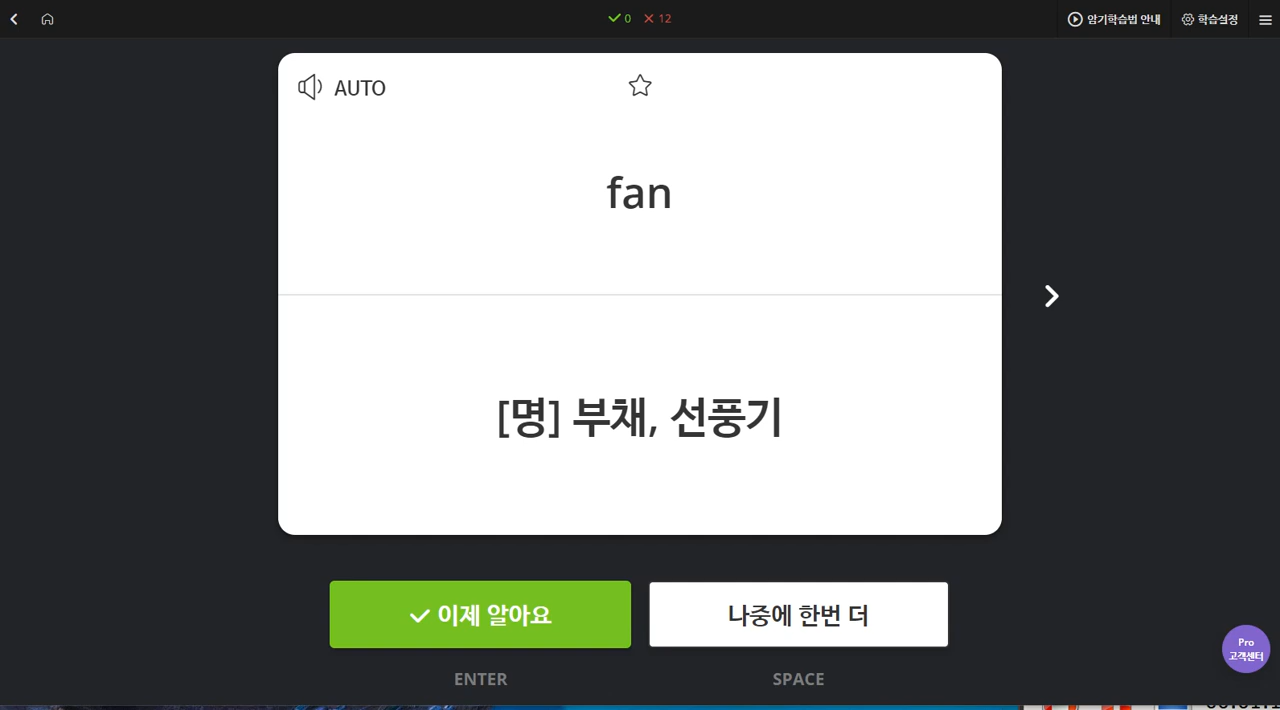 0 12
암기학습법 안내
학습설정
AUTO
fan
[명] 부채, 선풍기
이제 알아요
나중에 한번 더
ENTER
SPACE
Pro
고객센터